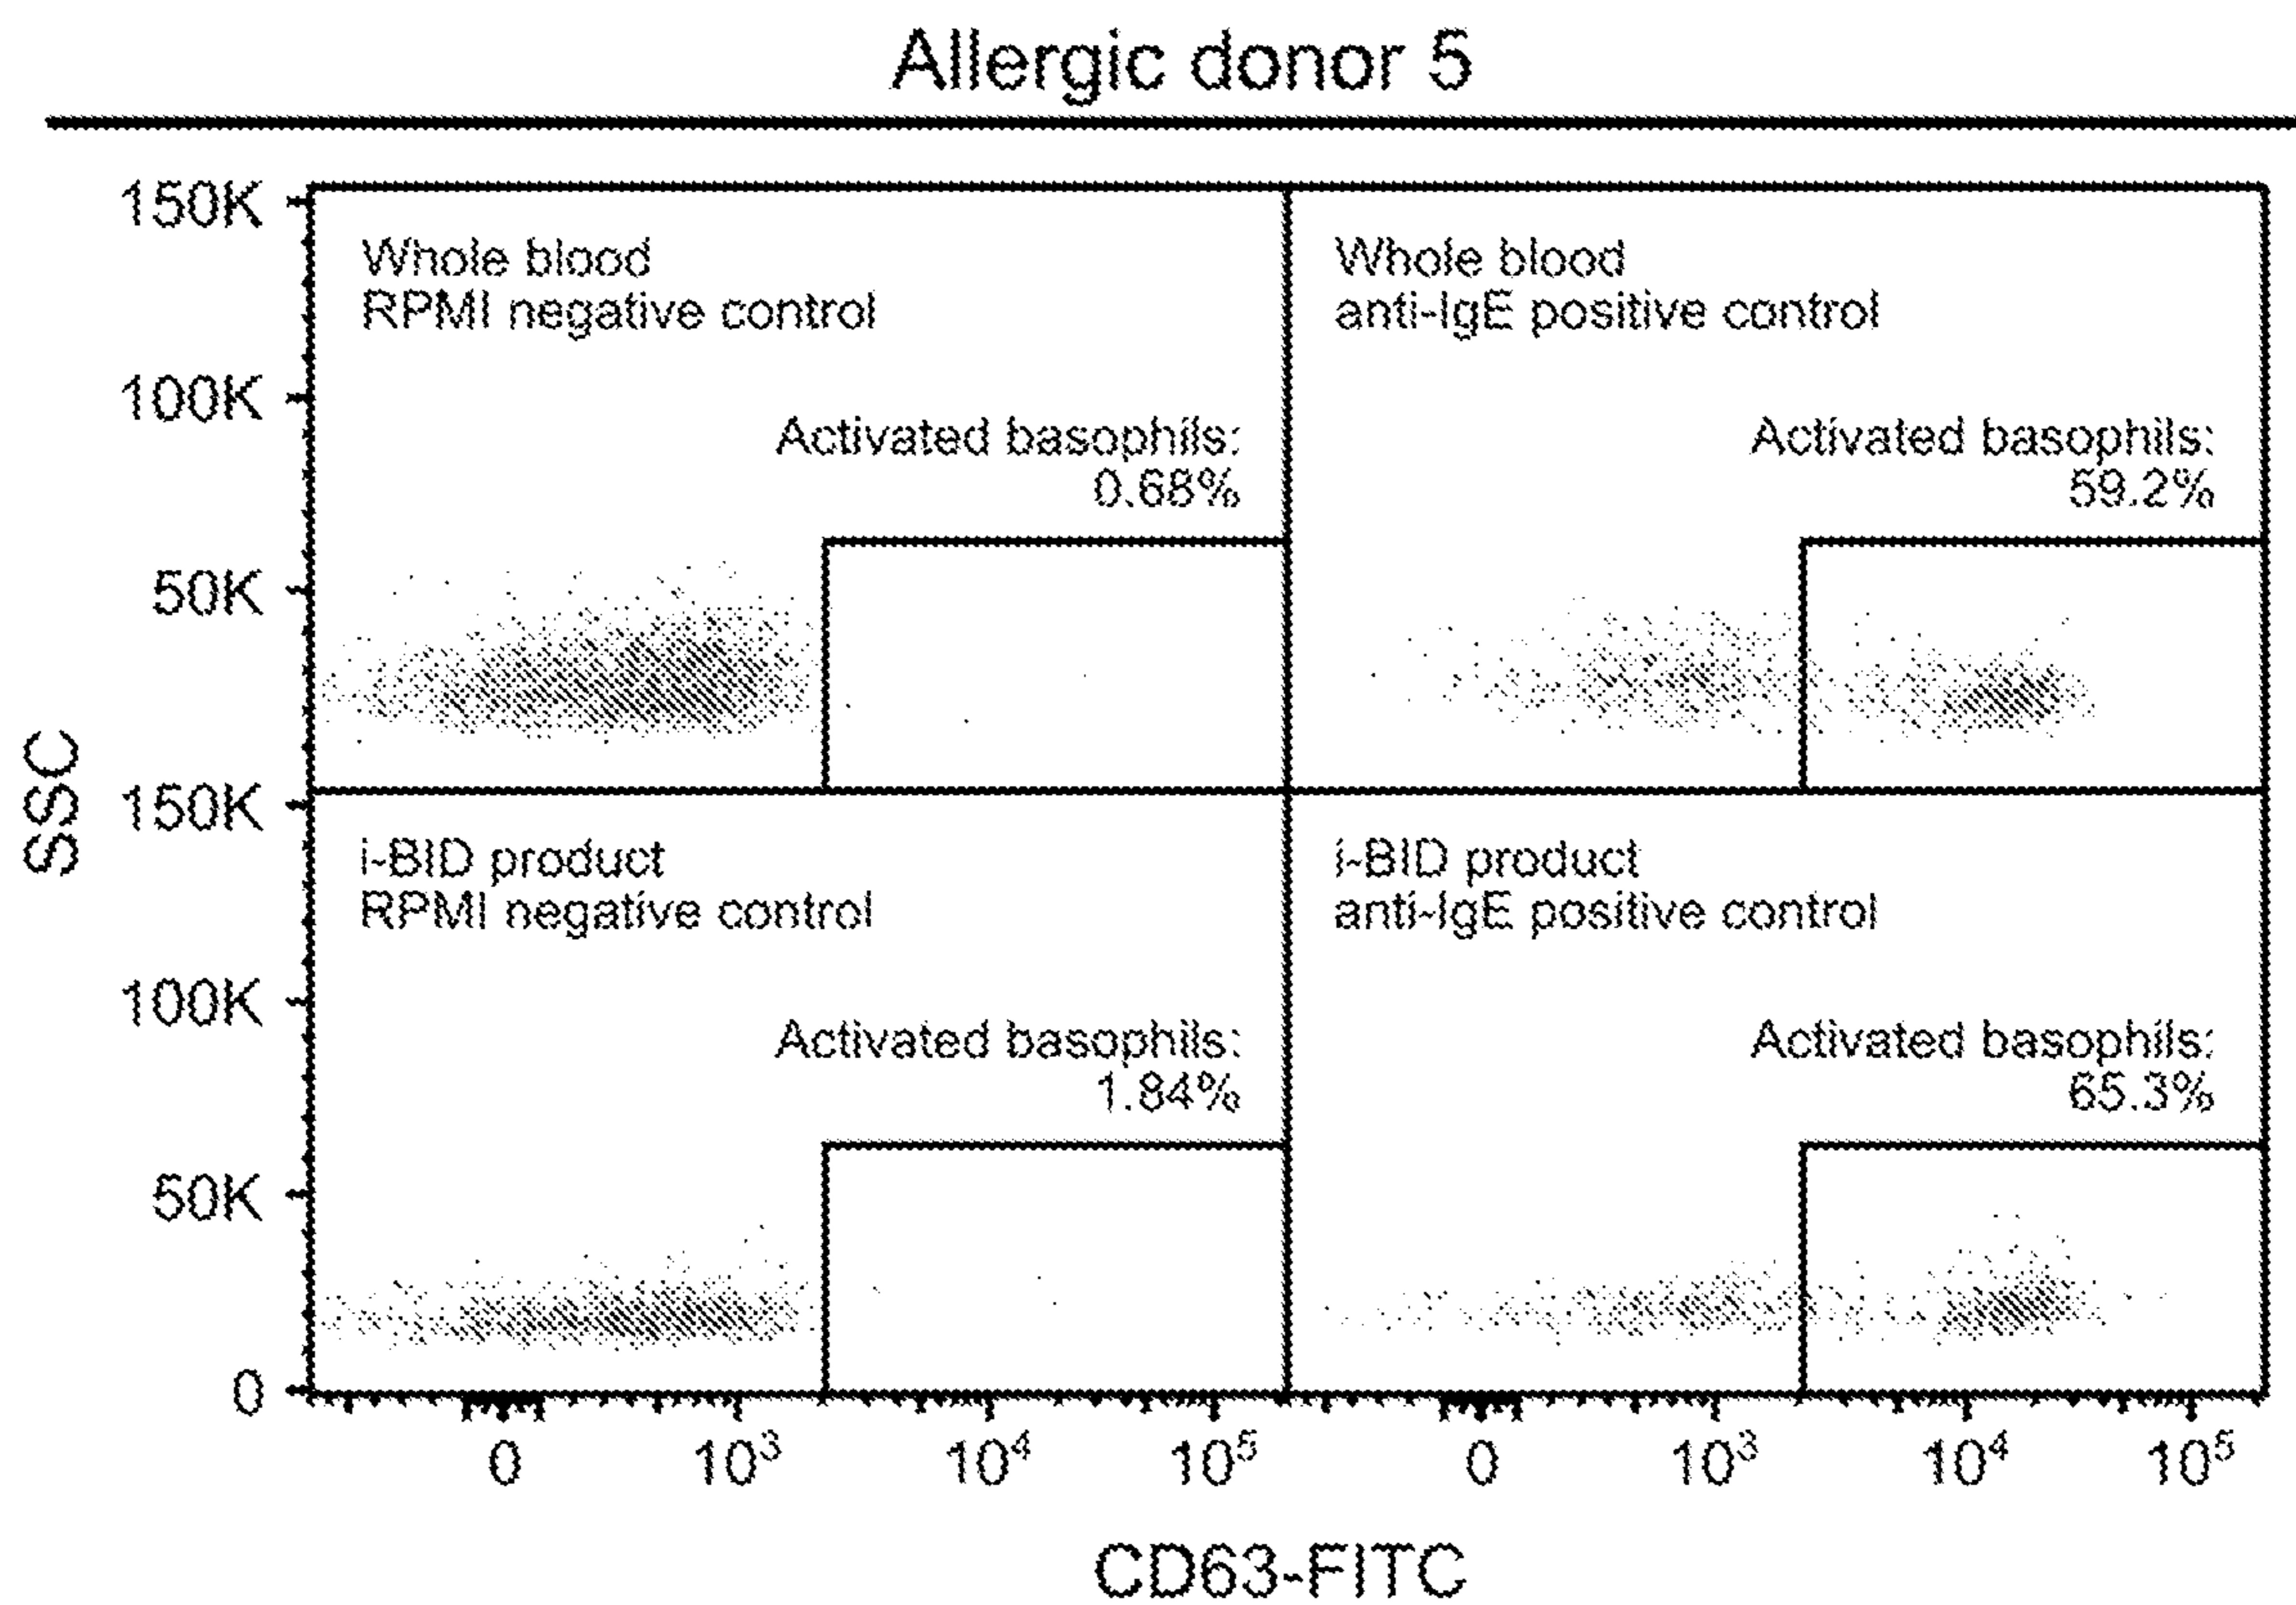 Allergic donor 5
150K
100K
50K
Whole blood
RPMI negative control
Activated basophils:
0.68%
Whole blood
anti-IgE positive control
Activated basophils:
59.2%
SSC
150K
100K
50K
0
i-BID product
RPMI negative control
Activated basophils:
1.84%
i-BID product
anti-IgE positive control
Activated basophils:
65.3%
0 10³ 10⁴ 10⁵ 0 10³ 10⁴ 10⁵
CD63-FITC